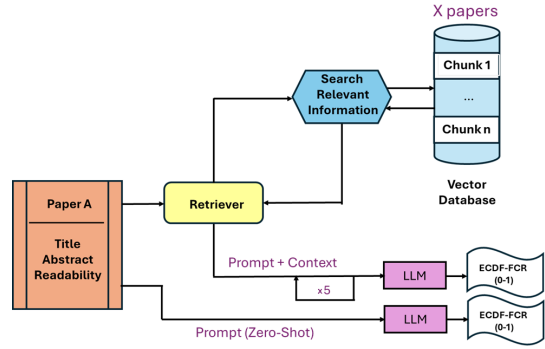 X papers
Chunk 1
...
Chunk n
Vector
Database
Search
Relevant
Information
Retriever
Paper A
Title
Abstract
Readability
Prompt + Context
x5
LLM
ECDF-FCR
(0-1)
Prompt (Zero-Shot)
LLM
ECDF-FCR
(0-1)